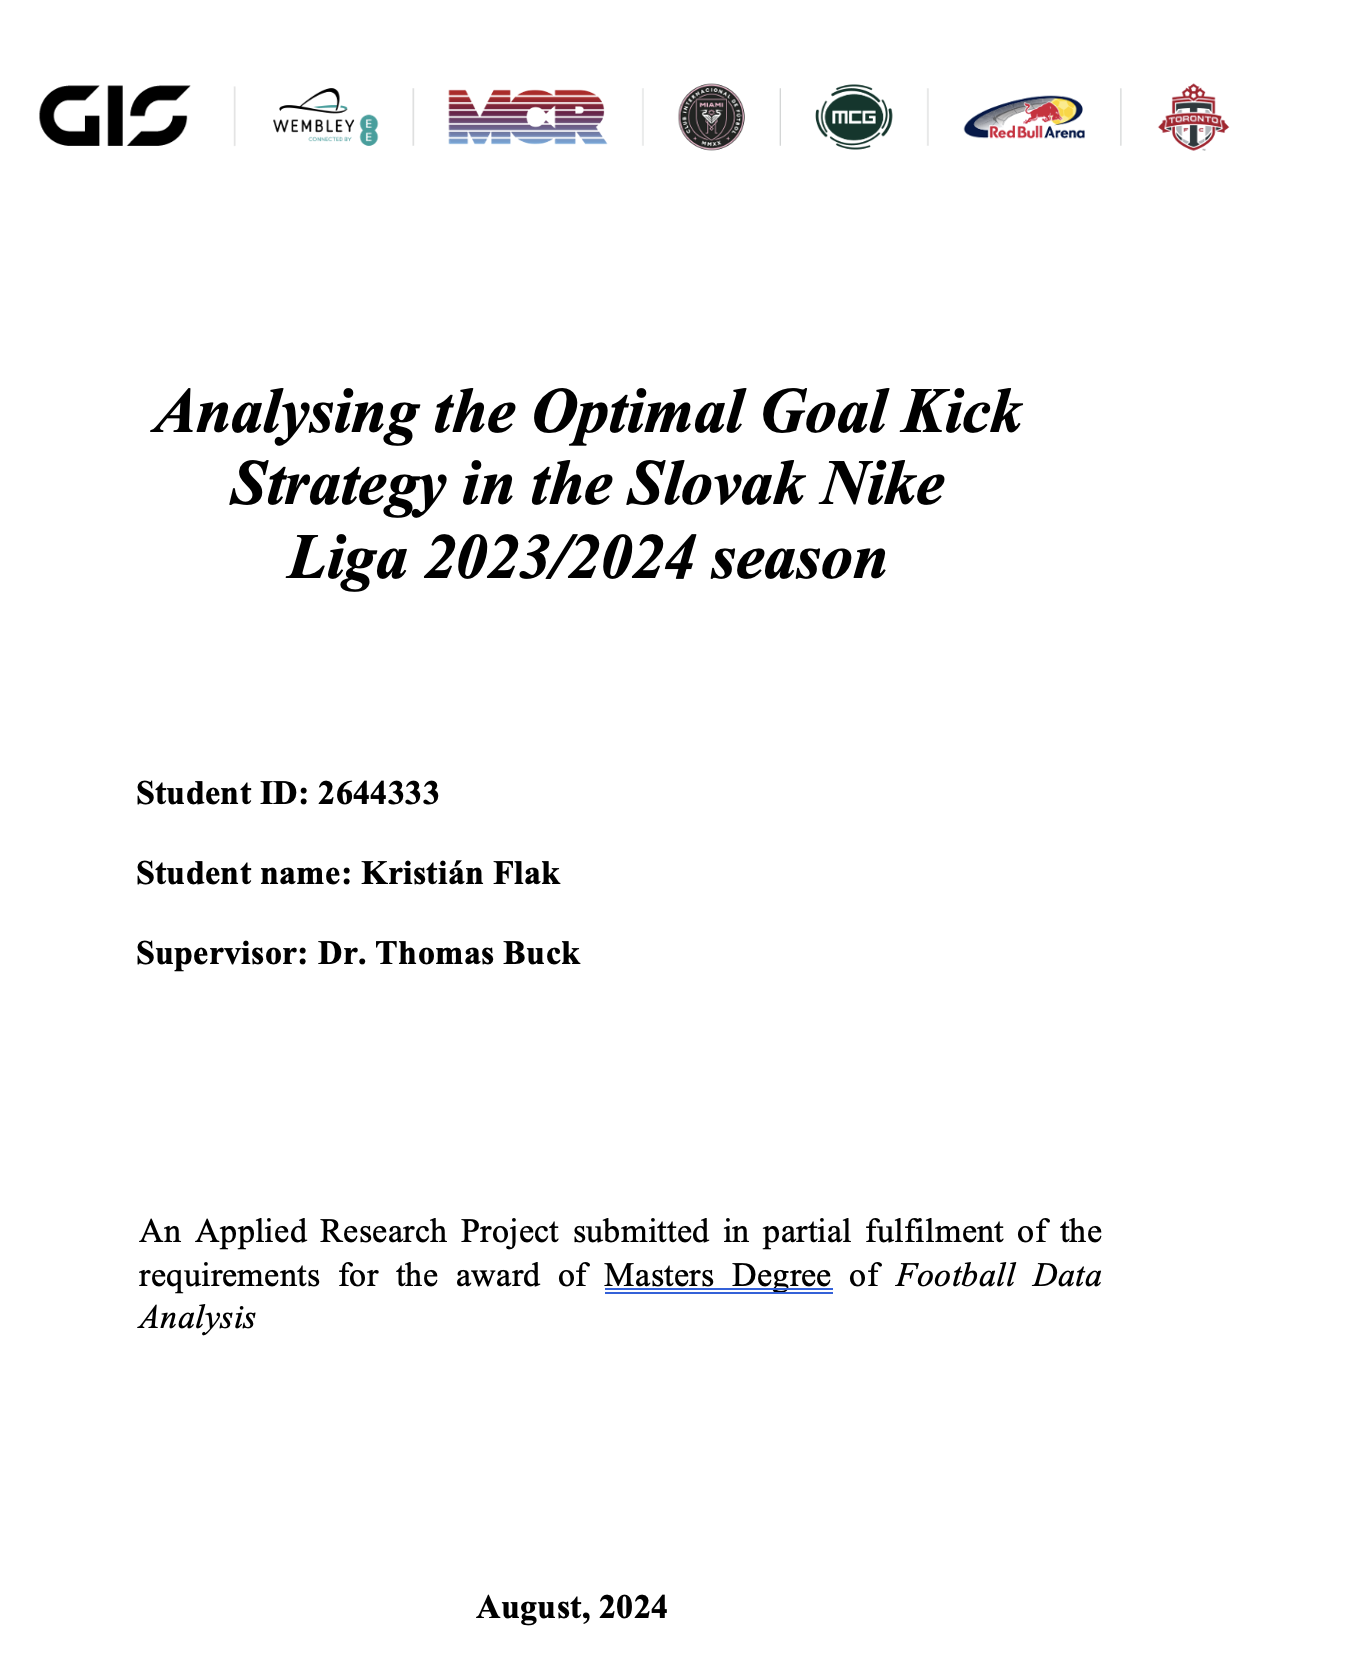 GIS
WEMBLEY EE
CONNECTED BY
MCR
CLUB INTERNACIONAL DE FUTBOL
MIAMI
MMXX
MCG
Red Bull Arena
TORONTO
FC
Analysing the Optimal Goal Kick
Strategy in the Slovak Nike
Liga 2023/2024 season
Student ID: 2644333
Student name: Kristián Flak
Supervisor: Dr. Thomas Buck
An Applied Research Project submitted in partial fulfilment of the
requirements for the award of Masters Degree of Football Data
Analysis
August, 2024